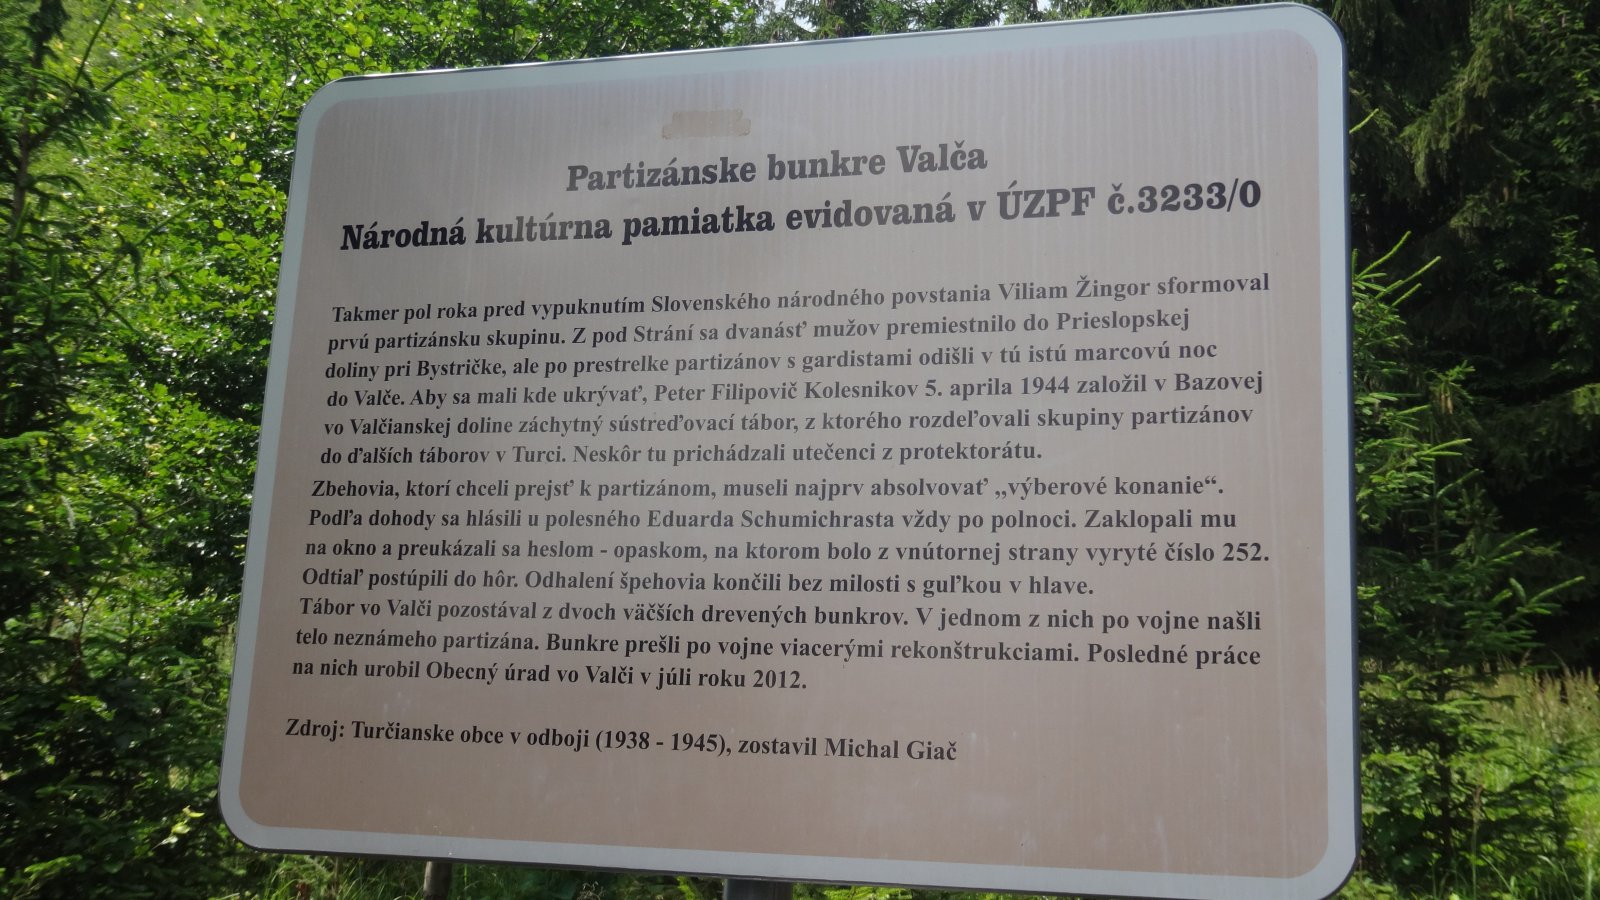 Partizánske bunkre Valča
Národná kultúrna pamiatka evidovaná v ÚZPF č.3233/0
Takmer pol roka pred vypuknutím Slovenského národného povstania Viliam Žingor sformoval
prvú partizánsku skupinu. Z pod Strání sa dvanásť mužov premiestnilo do Prieslopskej
doliny pri Bystričke, ale po prestrelke partizánov s gardistami odišli v tú istú marcovú noc
do Valče. Aby sa mali kde ukrývať, Peter Filipovič Kolesnikov 5. aprila 1944 založil v Bazovej
vo Valčianskej doline záchytný sústreďovací tábor, z ktorého rozdeľovali skupiny partizánov
do ďalších táborov v Turci. Neskôr tu prichádzali utečenci z protektorátu.
Zbehovia, ktorí chceli prejsť k partizánom, museli najprv absolvovať „výberové konanie“.
Podľa dohody sa hlásili u polesného Eduarda Schumichrasta vždy po polnoci. Zaklopali mu
na okno a preukázali sa heslom - opaskom, na ktorom bolo z vnútornej strany vyryté číslo 252.
Odtiaľ postúpili do hôr. Odhalení špehovia končili bez milosti s guľkou v hlave.
Tábor vo Valči pozostával z dvoch väčších drevených bunkrov. V jednom z nich po vojne našli
telo neznámeho partizána. Bunkre prešli po vojne viacerými rekonštrukciami. Posledné práce
na nich urobil Obecný úrad vo Valči v júli roku 2012.
Zdroj: Turčianske obce v odboji (1938 - 1945), zostavil Michal Giač